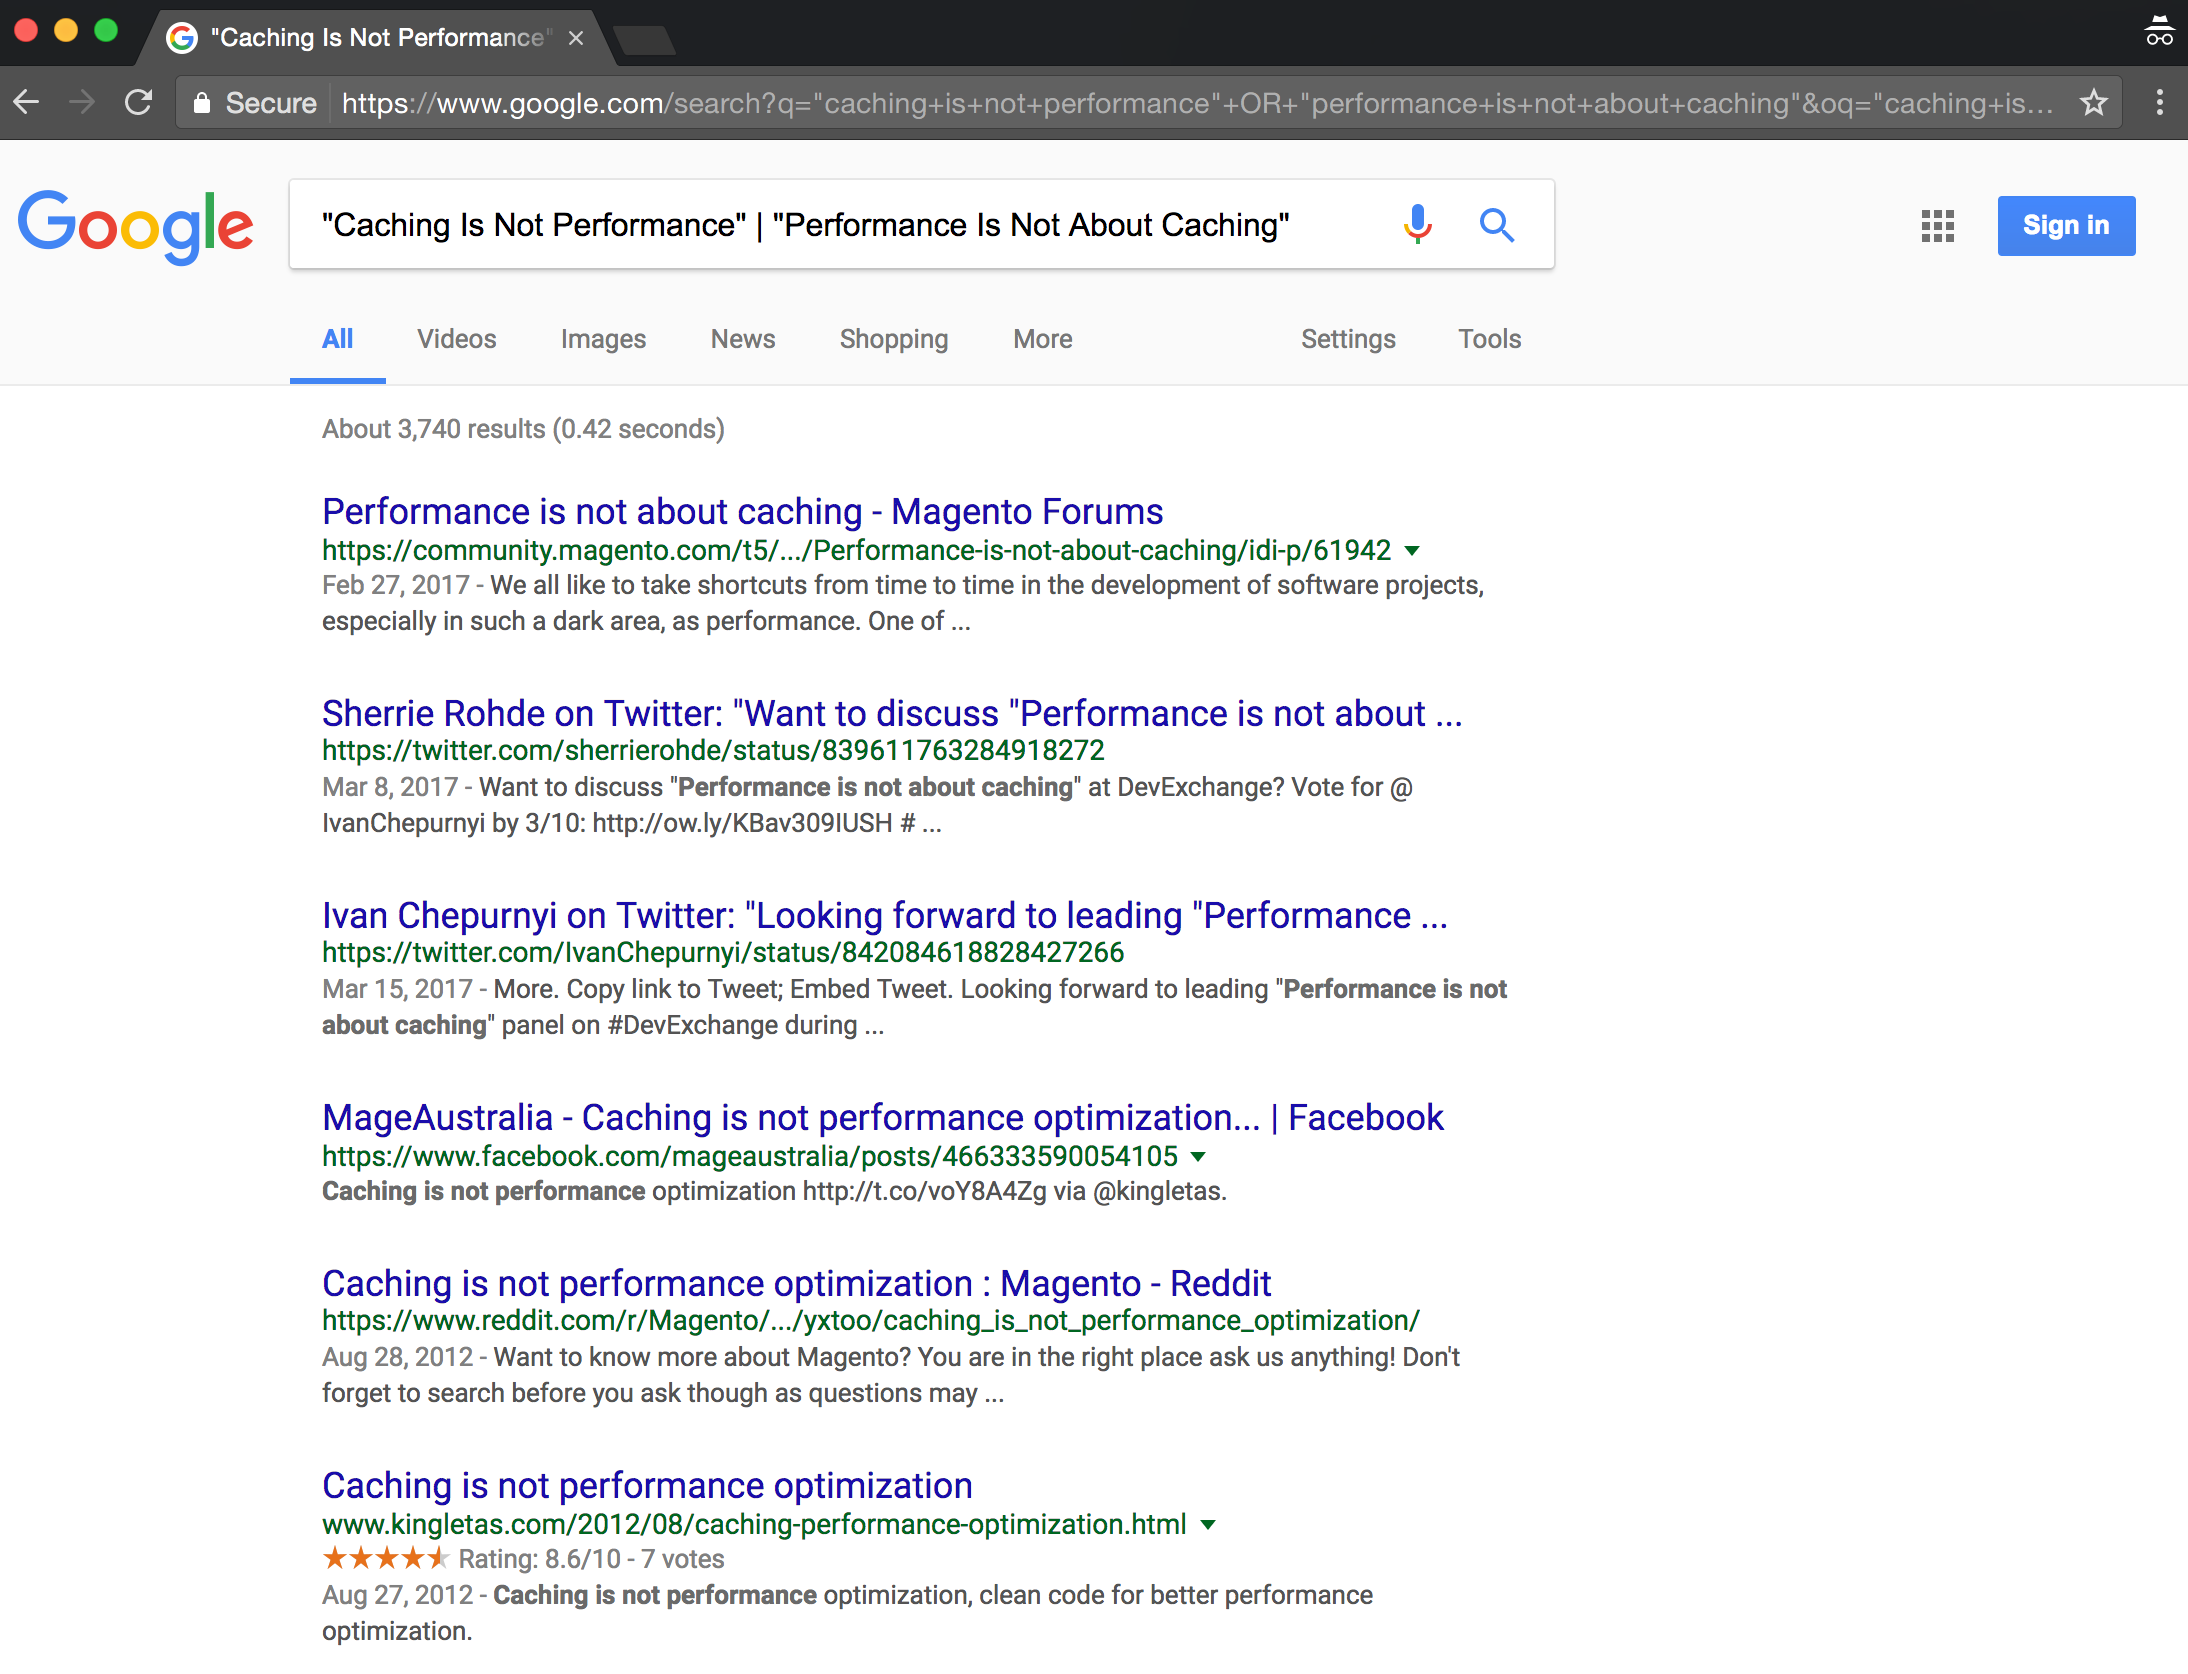 "Caching Is Not Performance"
Secure https://www.google.com/search?q="caching+is+not+performance"+OR+"performance+is+not+about+caching"&oq="caching+is...
Google
"Caching Is Not Performance" | "Performance Is Not About Caching"
Sign in
All Videos Images News Shopping More Settings Tools
About 3,740 results (0.42 seconds)
Performance is not about caching - Magento Forums
https://community.magento.com/t5/.../Performance-is-not-about-caching/idi-p/61942
Feb 27, 2017 - We all like to take shortcuts from time to time in the development of software projects,
especially in such a dark area, as performance. One of ...
Sherrie Rohde on Twitter: "Want to discuss "Performance is not about ...
https://twitter.com/sherrierohde/status/839611763284918272
Mar 8, 2017 - Want to discuss "Performance is not about caching" at DevExchange? Vote for @
IvanChepurnyi by 3/10: http://ow.ly/KBav309IUSH # ...
Ivan Chepurnyi on Twitter: "Looking forward to leading "Performance ...
https://twitter.com/IvanChepurnyi/status/842084618828427266
Mar 15, 2017 - More. Copy link to Tweet; Embed Tweet. Looking forward to leading "Performance is not
about caching" panel on #DevExchange during ...
MageAustralia - Caching is not performance optimization... | Facebook
https://www.facebook.com/mageaustralia/posts/466333590054105
Caching is not performance optimization http://t.co/voY8A4Zg via @kingletas.
Caching is not performance optimization : Magento - Reddit
https://www.reddit.com/r/Magento/.../yxtoo/caching_is_not_performance_optimization/
Aug 28, 2012 - Want to know more about Magento? You are in the right place ask us anything! Don't
forget to search before you ask though as questions may ...
Caching is not performance optimization
www.kingletas.com/2012/08/caching-performance-optimization.html
Rating: 8.6/10 - 7 votes
Aug 27, 2012 - Caching is not performance optimization, clean code for better performance
optimization.